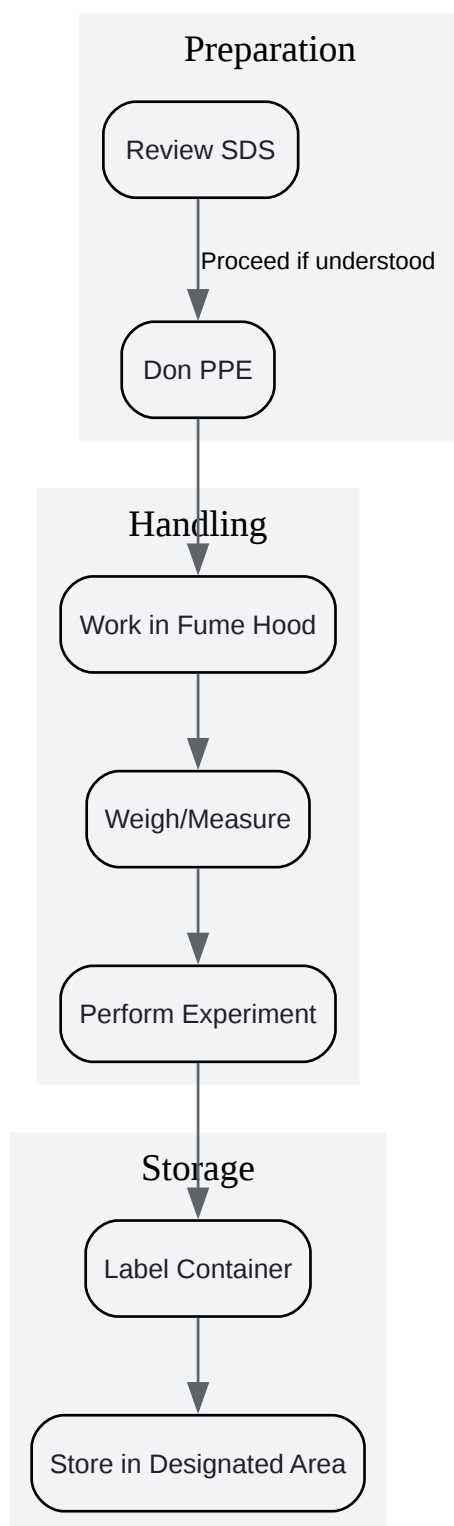 Preparation
Review SDS
Proceed if understood
Don PPE
Handling
Work in Fume Hood
Weigh/Measure
Perform Experiment
Storage
Label Container
Store in Designated Area